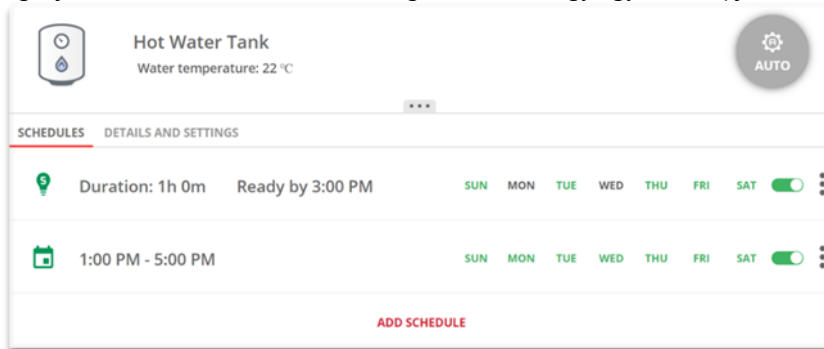 Hot Water Tank
Water temperature: 22 °C
AUTO
SCHEDULES DETAILS AND SETTINGS
Duration: 1h 0m Ready by 3:00 PM SUN MON TUE WED THU FRI SAT
1:00 PM - 5:00 PM SUN MON TUE WED THU FRI SAT
ADD SCHEDULE